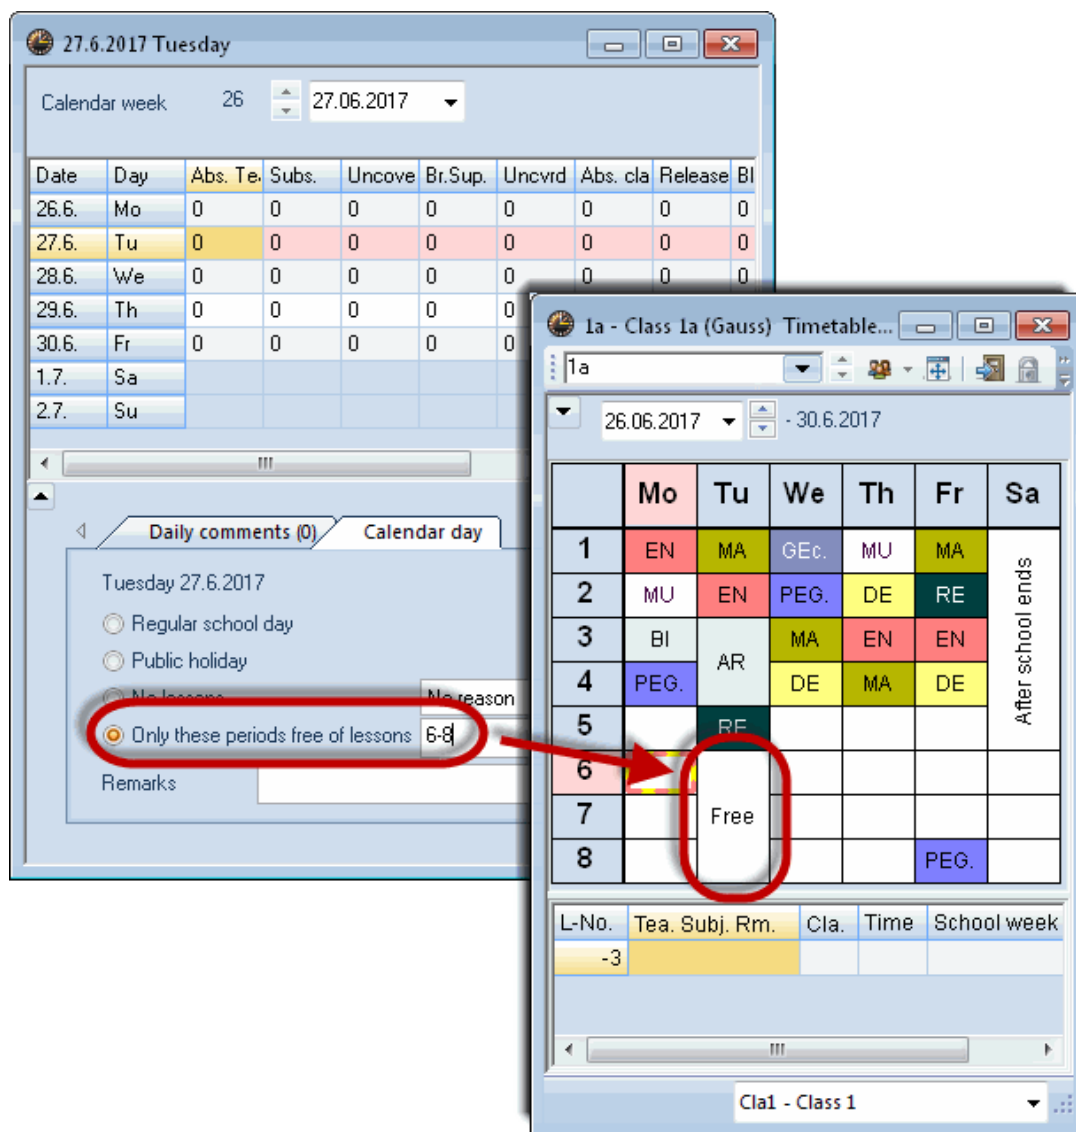 27.6.2017 Tuesday
Calendar week 26 27.06.2017
Date Day Abs. Te Subs. Uncove Br.Sup. Uncvrd Abs. cla Release Bl
26.6. Mo 0 0 0 0 0 0 0 0
27.6. Tu 0 0 0 0 0 0 0 0
28.6. We 0 0 0 0 0 0 0 0
29.6. Th 0 0 0 0 0
30.6. Fr 0 0 0 0 0
1.7. Sa
2.7. Su
Daily comments (0) Calendar day
Tuesday 27.6.2017
Regular school day
Public holiday
No lessons No reason
Only these periods free of lessons 6-8
Remarks
1a - Class 1a (Gauss) Timetable...
1a
26.06.2017 - 30.6.2017
Mo Tu We Th Fr Sa
1 EN MA GEc. MU MA
2 MU EN PEG. DE RE
3 BI AR MA EN EN
4 PEG. DE MA DE
5 RE
6
7 Free
8 PEG.
After school ends
L-No. Tea. Subj. Rm. Cla. Time School week
-3
Cla1 - Class 1